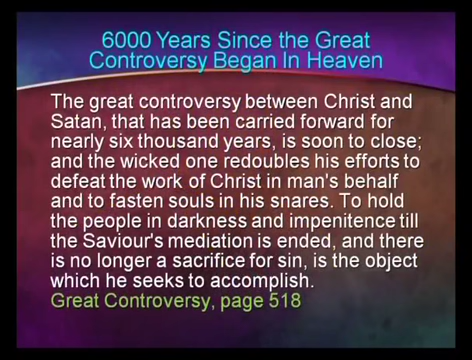 6000 Years Since the Great
Controversy Began In Heaven
The great controversy between Christ and
Satan, that has been carried forward for
nearly six thousand years, is soon to close;
and the wicked one redoubles his efforts to
defeat the work of Christ in man's behalf
and to fasten souls in his snares. To hold
the people in darkness and impenitence till
the Saviour's mediation is ended, and there
is no longer a sacrifice for sin, is the object
which he seeks to accomplish.
Great Controversy, page 518